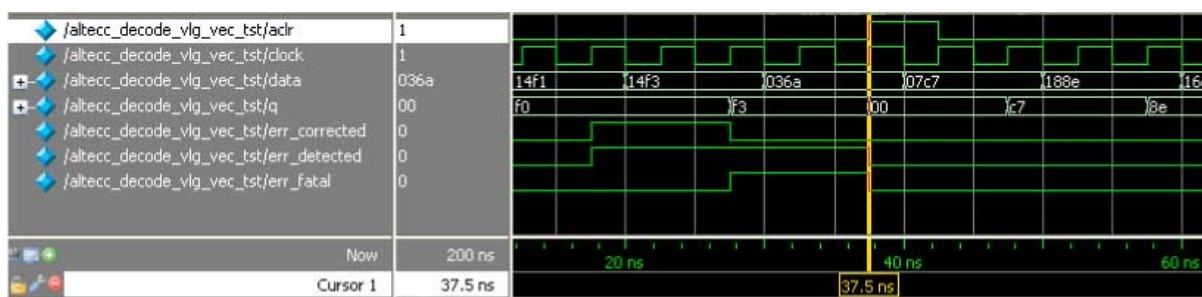 /altecc_decode_vlg_vec_tst/aclr 1
/altecc_decode_vlg_vec_tst/clock 1
/altecc_decode_vlg_vec_tst/data 036a 14f1 14f3 036a 07c7 188e 16
/altecc_decode_vlg_vec_tst/q 00 f0 f3 00 c7 8e
/altecc_decode_vlg_vec_tst/err_corrected 0
/altecc_decode_vlg_vec_tst/err_detected 0
/altecc_decode_vlg_vec_tst/err_fatal 0
Now 200 ns 20 ns 40 ns 60 ns
Cursor 1 37.5 ns 37.5 ns